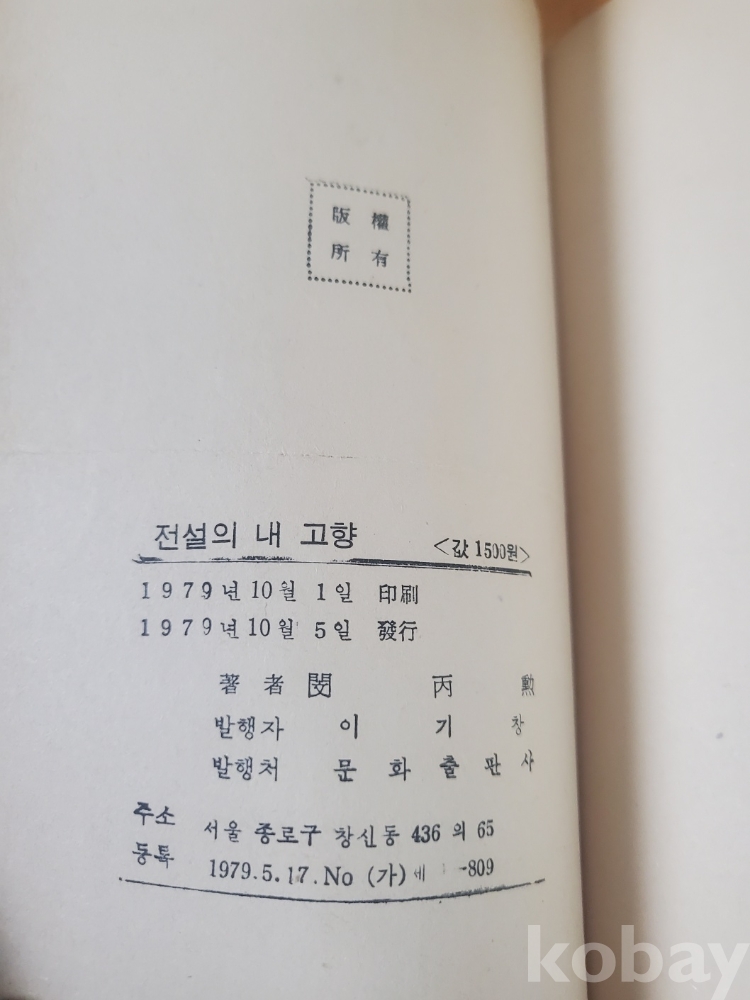 版權
所有
전설의 내 고향 <값 1500원>
1979년 10월 1일 印刷
1979년 10월 5일 發行
著者 閔丙勳
발행자 이기창
발행처 문화출판사
주소 서울 종로구 창신동 436 의 65
등록 1979.5.17.No (가) -809
kobay